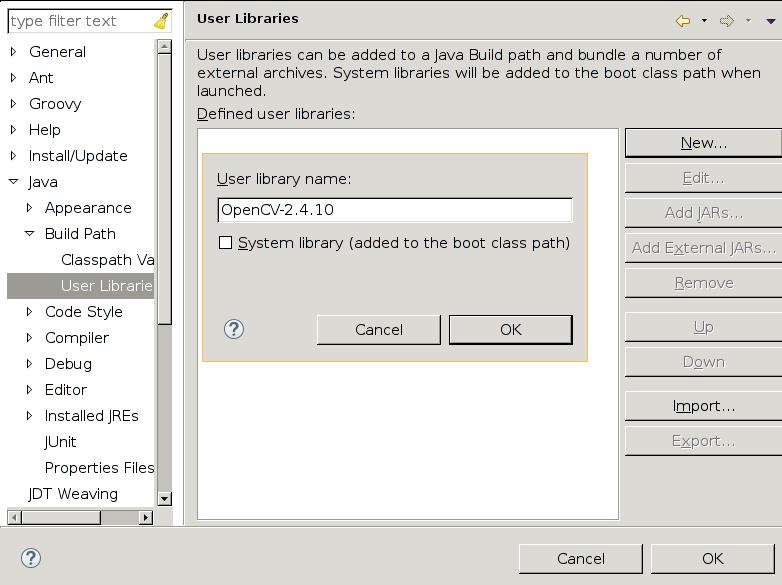 type filter text
General
Ant
Groovy
Help
Install/Update
Java
Appearance
Build Path
Classpath Va
User Librarie
Code Style
Compiler
Debug
Editor
Installed JREs
JUnit
Properties Files
JDT Weaving
User Libraries
User libraries can be added to a Java Build path and bundle a number of
external archives. System libraries will be added to the boot class path when
launched.
Defined user libraries:
User library name:
OpenCV-2.4.10
System library (added to the boot class path)
?
Cancel
OK
New...
Edit...
Add JARs...
Add External JARs...
Remove
Up
Down
Import...
Export...
?
Cancel
OK